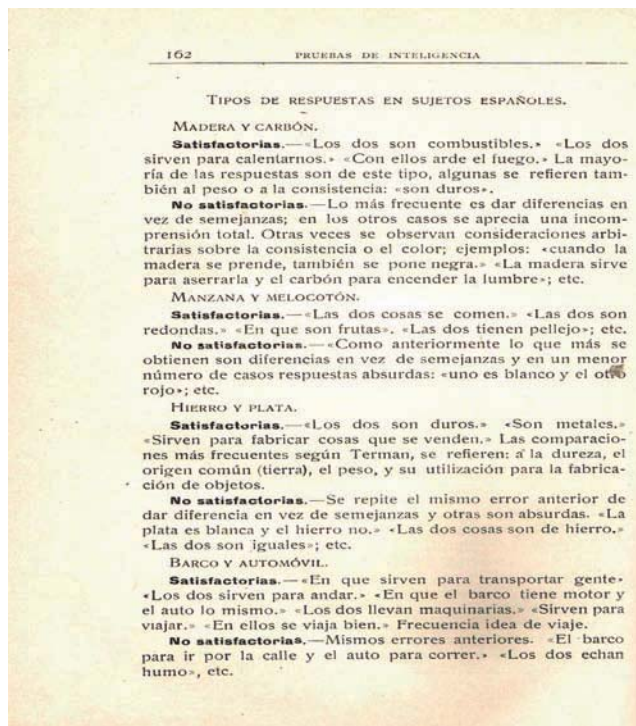 162 PRUEBAS DE INTELIGENCIA
TIPOS DE RESPUESTAS EN SUJETOS ESPAÑOLES.
MADERA Y CARBÓN.
Satisfactorias.—«Los dos son combustibles.» «Los dos
sirven para calentarnos.» «Con ellos arde el fuego.» La mayo-
ría de las respuestas son de este tipo, algunas se refieren tam-
bién al peso o a la consistencia: «son duros».
No satisfactorias.—Lo más frecuente es dar diferencias en
vez de semejanzas; en los otros casos se aprecia una incom-
prensión total. Otras veces se observan consideraciones arbi-
trarias sobre la consistencia o el color; ejemplos: «cuando la
madera se prende, también se pone negra.» «La madera sirve
para aserrarla y el carbón para encender la lumbre»; etc.
MANZANA Y MELOCOTÓN.
Satisfactorias.—«Las dos cosas se comen.» «Las dos son
redondas.» «En que son frutas». «Las dos tienen pellejo»; etc.
No satisfactorias.—«Como anteriormente lo que más se
obtienen son diferencias en vez de semejanzas y en un menor
número de casos respuestas absurdas: «uno es blanco y el otro
rojo»; etc.
HIERRO Y PLATA.
Satisfactorias.—«Los dos son duros.» «Son metales.»
«Sirven para fabricar cosas que se venden.» Las comparacio-
nes más frecuentes según Terman, se refieren: a la dureza, el
origen común (tierra), el peso, y su utilización para la fabrica-
ción de objetos.
No satisfactorias.—Se repite el mismo error anterior de
dar diferencia en vez de semejanzas y otras son absurdas. «La
plata es blanca y el hierro no.» «Las dos cosas son de hierro.»
«Las dos son iguales»; etc.
BARCO Y AUTOMÓVIL.
Satisfactorias.—«En que sirven para transportar gente»
«Los dos sirven para andar.» «En que el barco tiene motor y
el auto lo mismo.» «Los dos llevan maquinarias.» «Sirven para
viajar.» «En ellos se viaja bien.» Frecuencia idea de viaje.
No satisfactorias.—Mismos errores anteriores. «El barco
para ir por la calle y el auto para correr.» «Los dos echan
humo», etc.